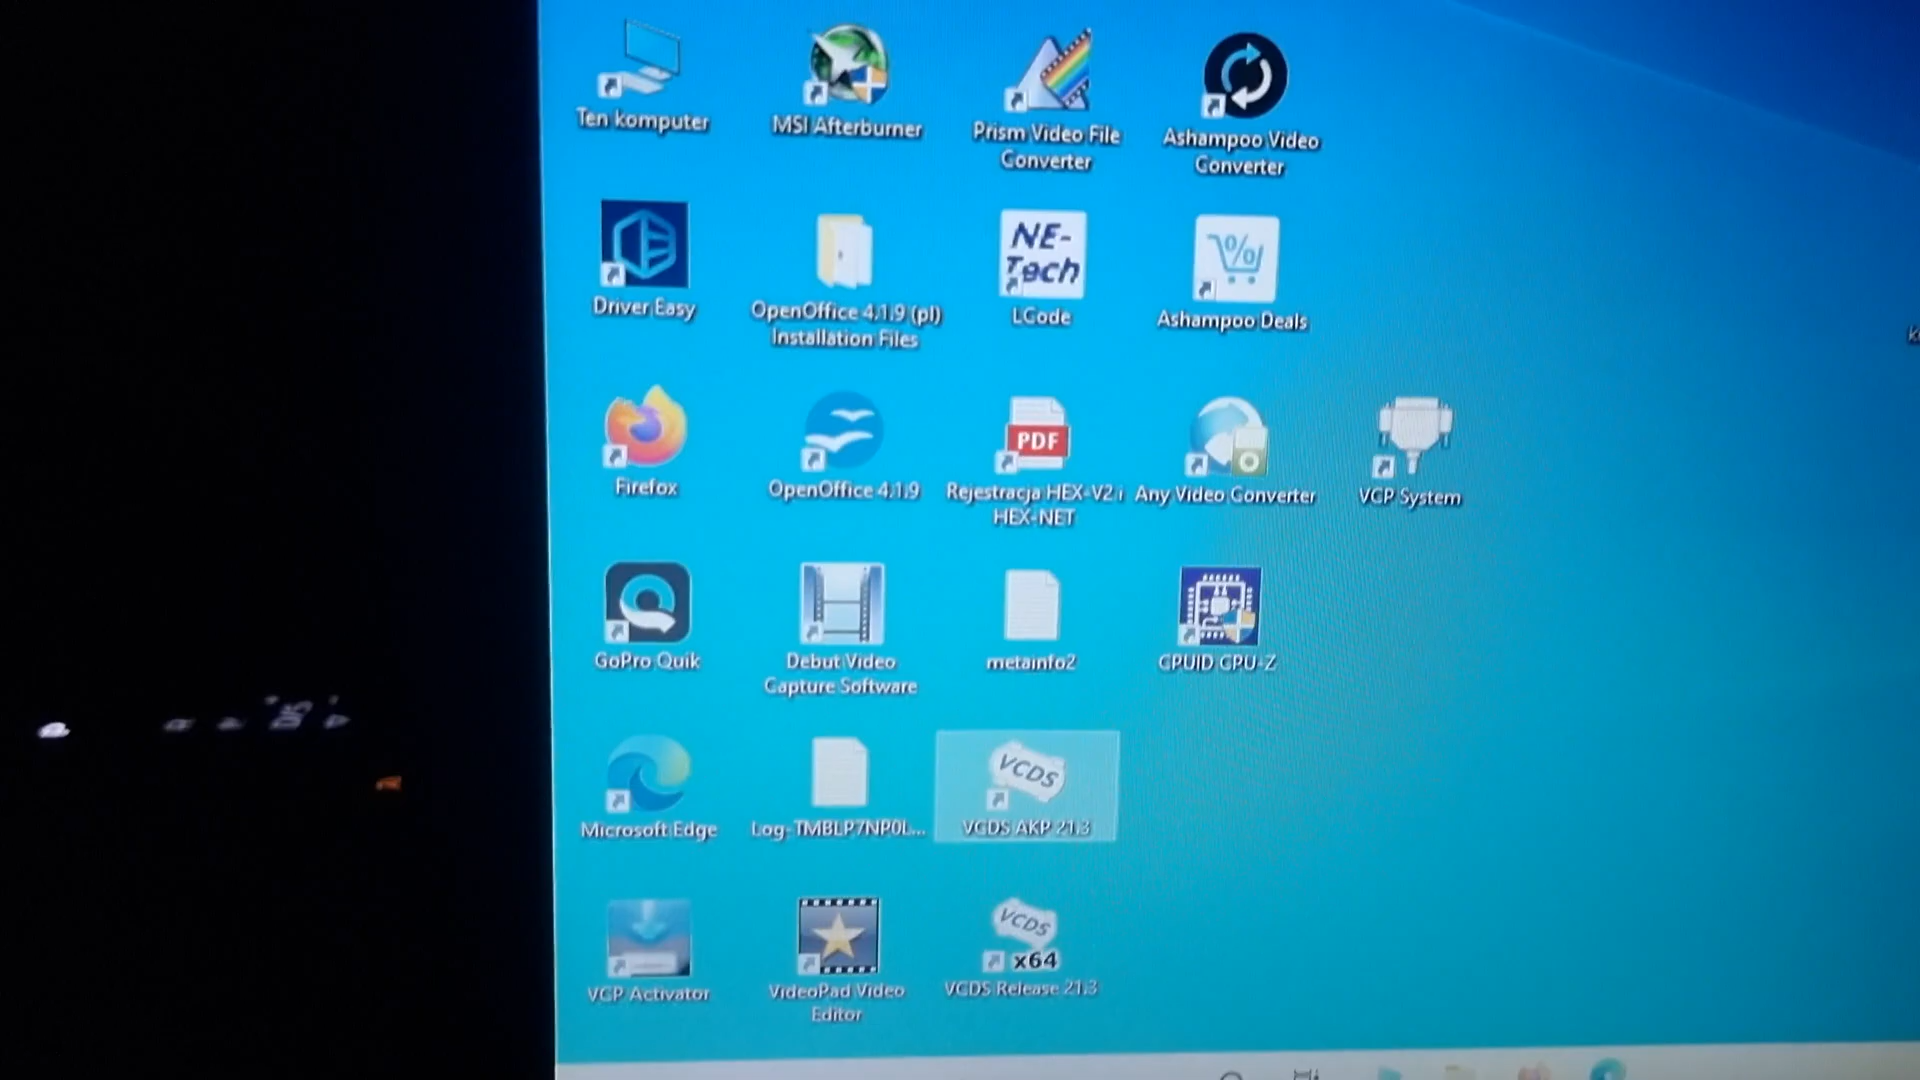 Ten komputer
MSI Afterburner
Prism Video File
Converter
Ashampoo Video
Converter
Driver Easy
OpenOffice 4.1.9 (pl)
Installation Files
NE-
Tech
LCode
%
Ashampoo Deals
Firefox
OpenOffice 4.1.9
PDF
Rejestracja HEX-V2 i
HEX-NET
Any Video Converter
VCP System
GoPro Quik
Debut Video
Capture Software
metainfo2
CPUID CPU-Z
Microsoft Edge
Log-TMBLP7NP0L...
VCDS
VCDS AKP 21.3
VCP Activator
VideoPad Video
Editor
VCDS
x64
VCDS Release 21.3